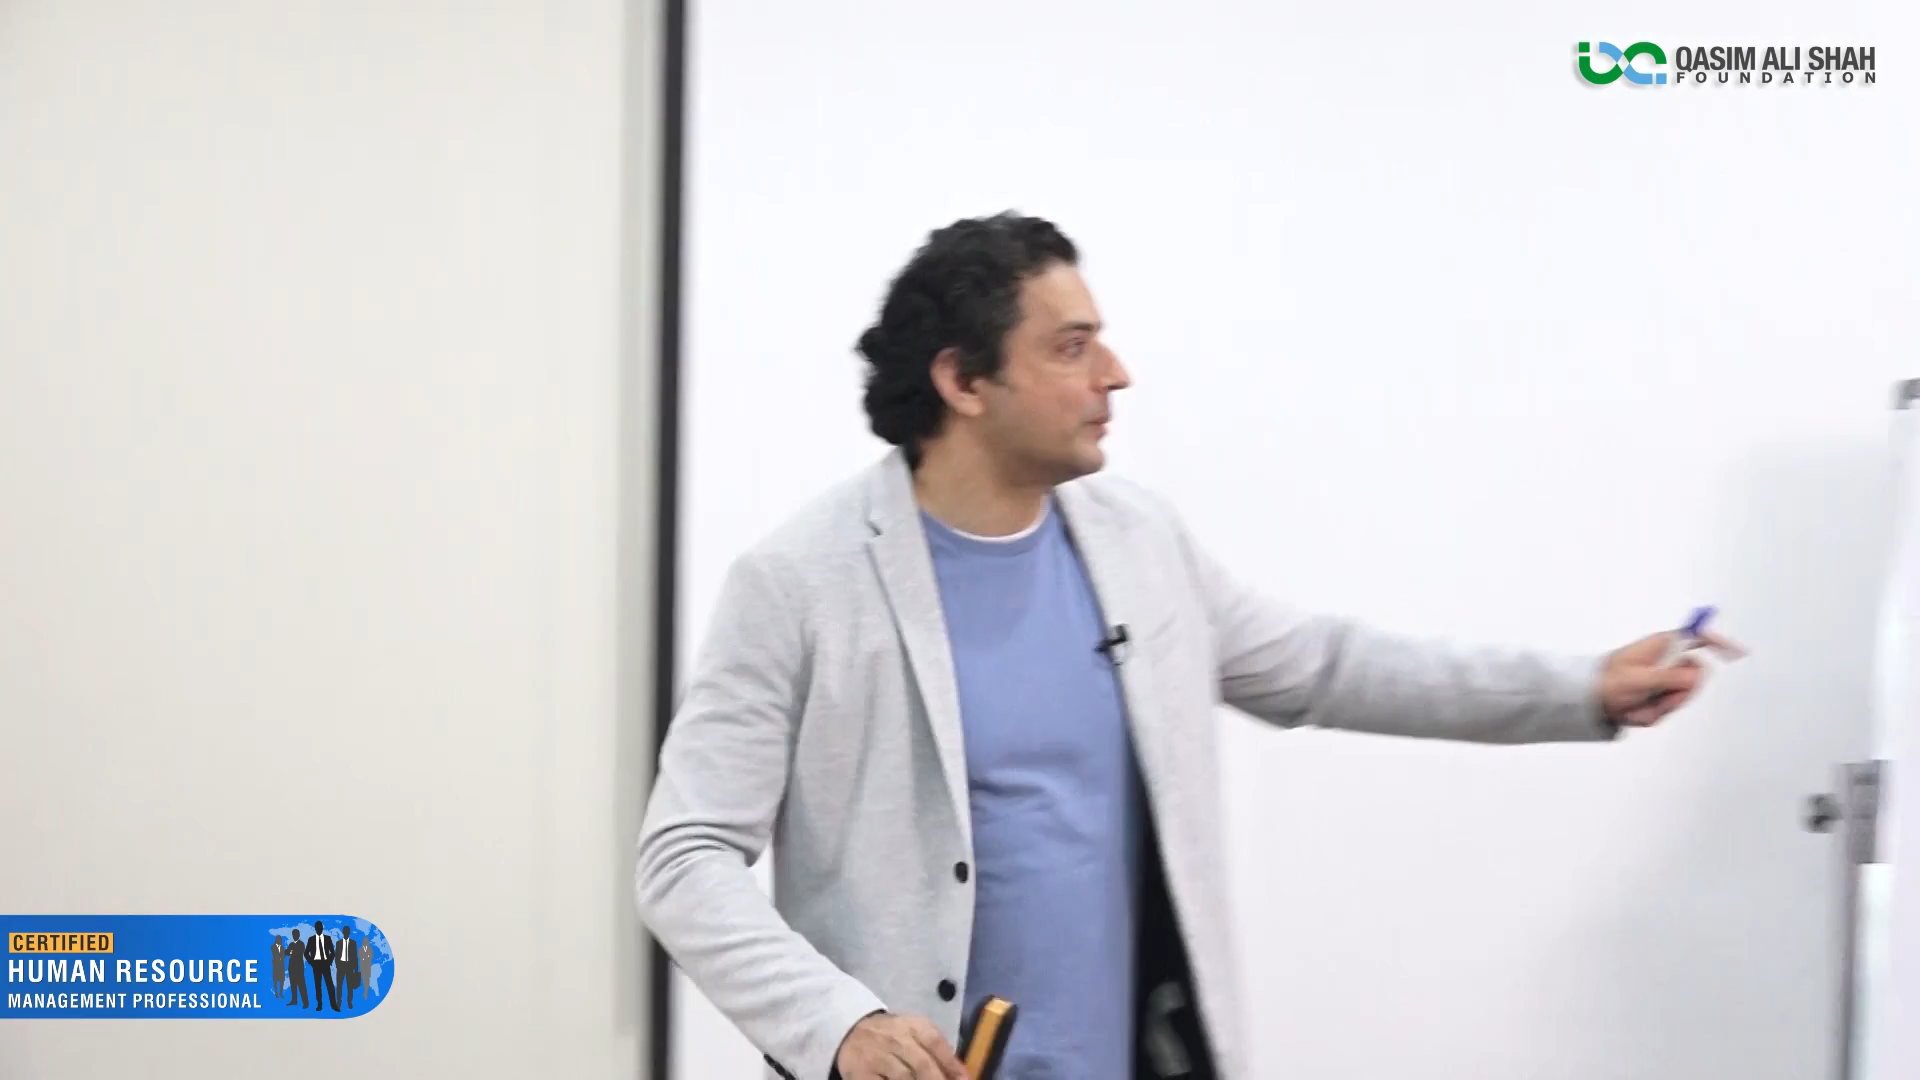 QASIM ALI SHAH
FOUNDATION
CERTIFIED
HUMAN RESOURCE
MANAGEMENT PROFESSIONAL